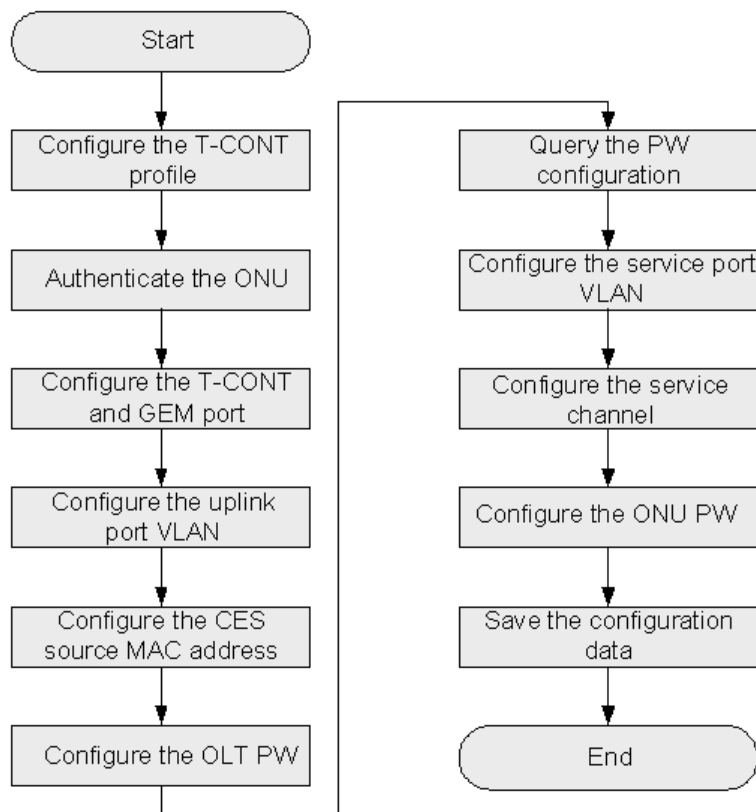 Start
Configure the T-CONT
profile
Authenticate the ONU
Configure the T-CONT
and GEM port
Configure the uplink
port VLAN
Configure the CES
source MAC address
Configure the OLT PW
Query the PW
configuration
Configure the service port
VLAN
Configure the service
channel
Configure the ONU PW
Save the configuration
data
End